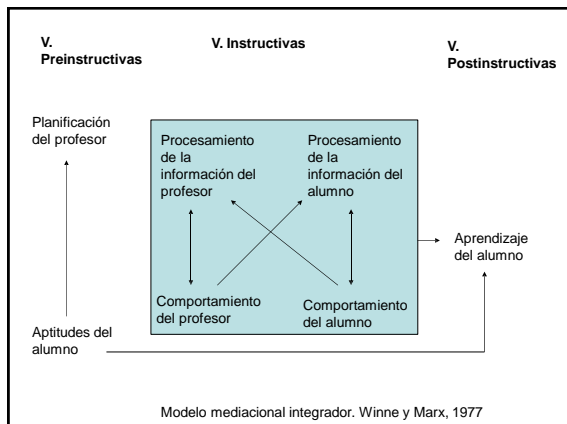 V.
Preinstructivas
V. Instructivas
V.
Postinstructivas
Planificación
del profesor
Procesamiento
de la
información del
profesor
Procesamiento
de la
información del
alumno
Aprendizaje
del alumno
Comportamiento
del profesor
Comportamiento
del alumno
Aptitudes del
alumno
Modelo mediacional integrador. Winne y Marx, 1977